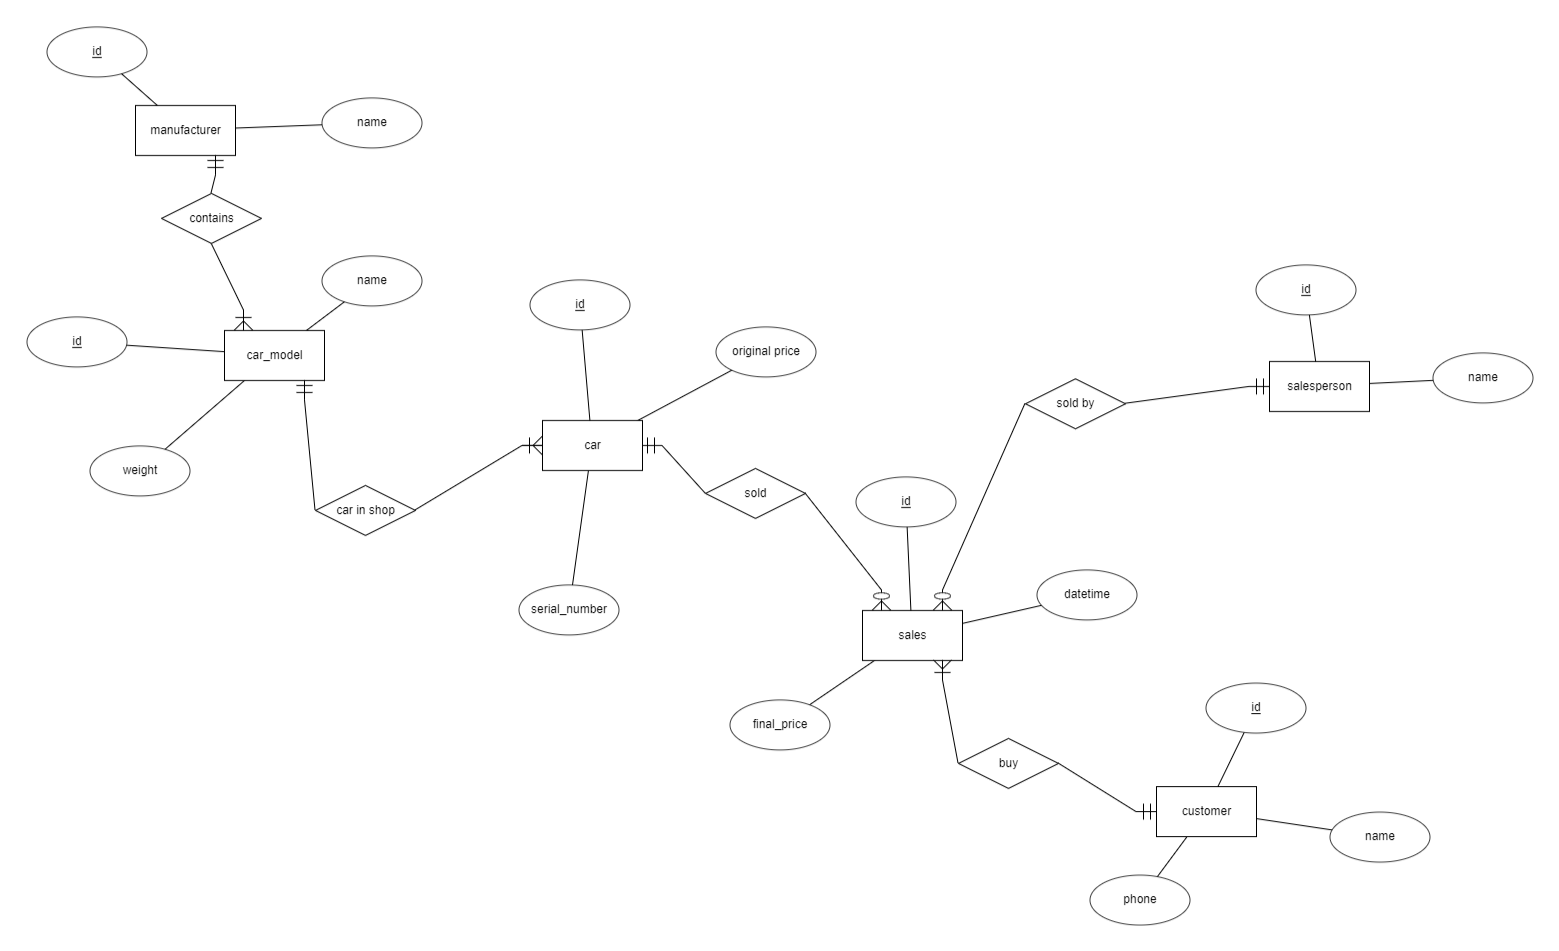 id
manufacturer
name
contains
name
id
car_model
weight
car in shop
id
original price
car
serial_number
sold
id
sold by
id
salesperson
name
datetime
sales
final_price
buy
id
customer
name
phone